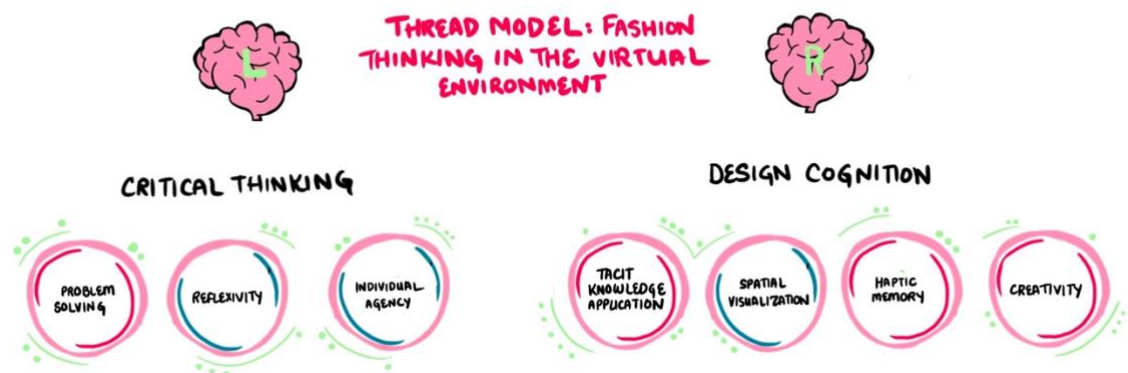 L
THREAD MODEL: FASHION
THINKING IN THE VIRTUAL
ENVIRONMENT
R
CRITICAL THINKING
PROBLEM
SOLVING
REFLEXIVITY
INDIVIDUAL
AGENCY
DESIGN COGNITION
TACIT
KNOWLEDGE
APPLICATION
SPATIAL
VISUALIZATION
HAPTIC
MEMORY
CREATIVITY